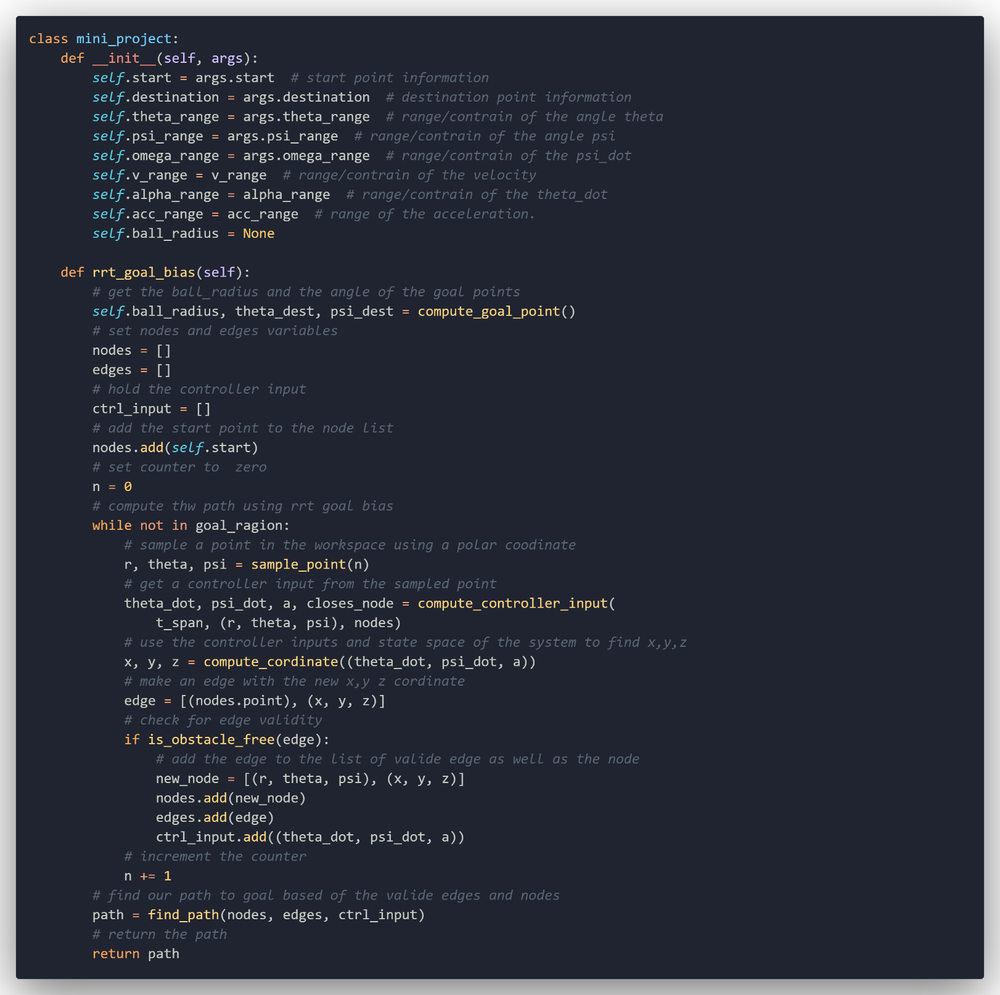 class mini_project:
    def __init__(self, args):
        self.start = args.start  # start point information
        self.destination = args.destination  # destination point information
        self.theta_range = args.theta_range  # range/contrain of the angle theta
        self.psi_range = args.psi_range  # range/contrain of the angle psi
        self.omega_range = args.omega_range  # range/contrain of the psi_dot
        self.v_range = v_range  # range/contrain of the velocity
        self.alpha_range = alpha_range  # range/contrain of the theta_dot
        self.acc_range = acc_range  # range of the acceleration.
        self.ball_radius = None

    def rrt_goal_bias(self):
        # get the ball_radius and the angle of the goal points
        self.ball_radius, theta_dest, psi_dest = compute_goal_point()
        # set nodes and edges variables
        nodes = []
        edges = []
        # hold the controller input
        ctrl_input = []
        # add the start point to the node list
        nodes.add(self.start)
        # set counter to  zero
        n = 0
        # compute thw path using rrt goal bias
        while not in goal_ragion:
            # sample a point in the workspace using a polar coodinate
            r, theta, psi = sample_point(n)
            # get a controller input from the sampled point
            theta_dot, psi_dot, a, closes_node = compute_controller_input(
                t_span, (r, theta, psi), nodes)
            # use the controller inputs and state space of the system to find x,y,z
            x, y, z = compute_cordinate((theta_dot, psi_dot, a))
            # make an edge with the new x,y z cordinate
            edge = [(nodes.point), (x, y, z)]
            # check for edge validity
            if is_obstacle_free(edge):
                # add the edge to the list of valide edge as well as the node
                new_node = [(r, theta, psi), (x, y, z)]
                nodes.add(new_node)
                edges.add(edge)
                ctrl_input.add((theta_dot, psi_dot, a))
            # increment the counter
            n += 1
        # find our path to goal based of the valide edges and nodes
        path = find_path(nodes, edges, ctrl_input)
        # return the path
        return path